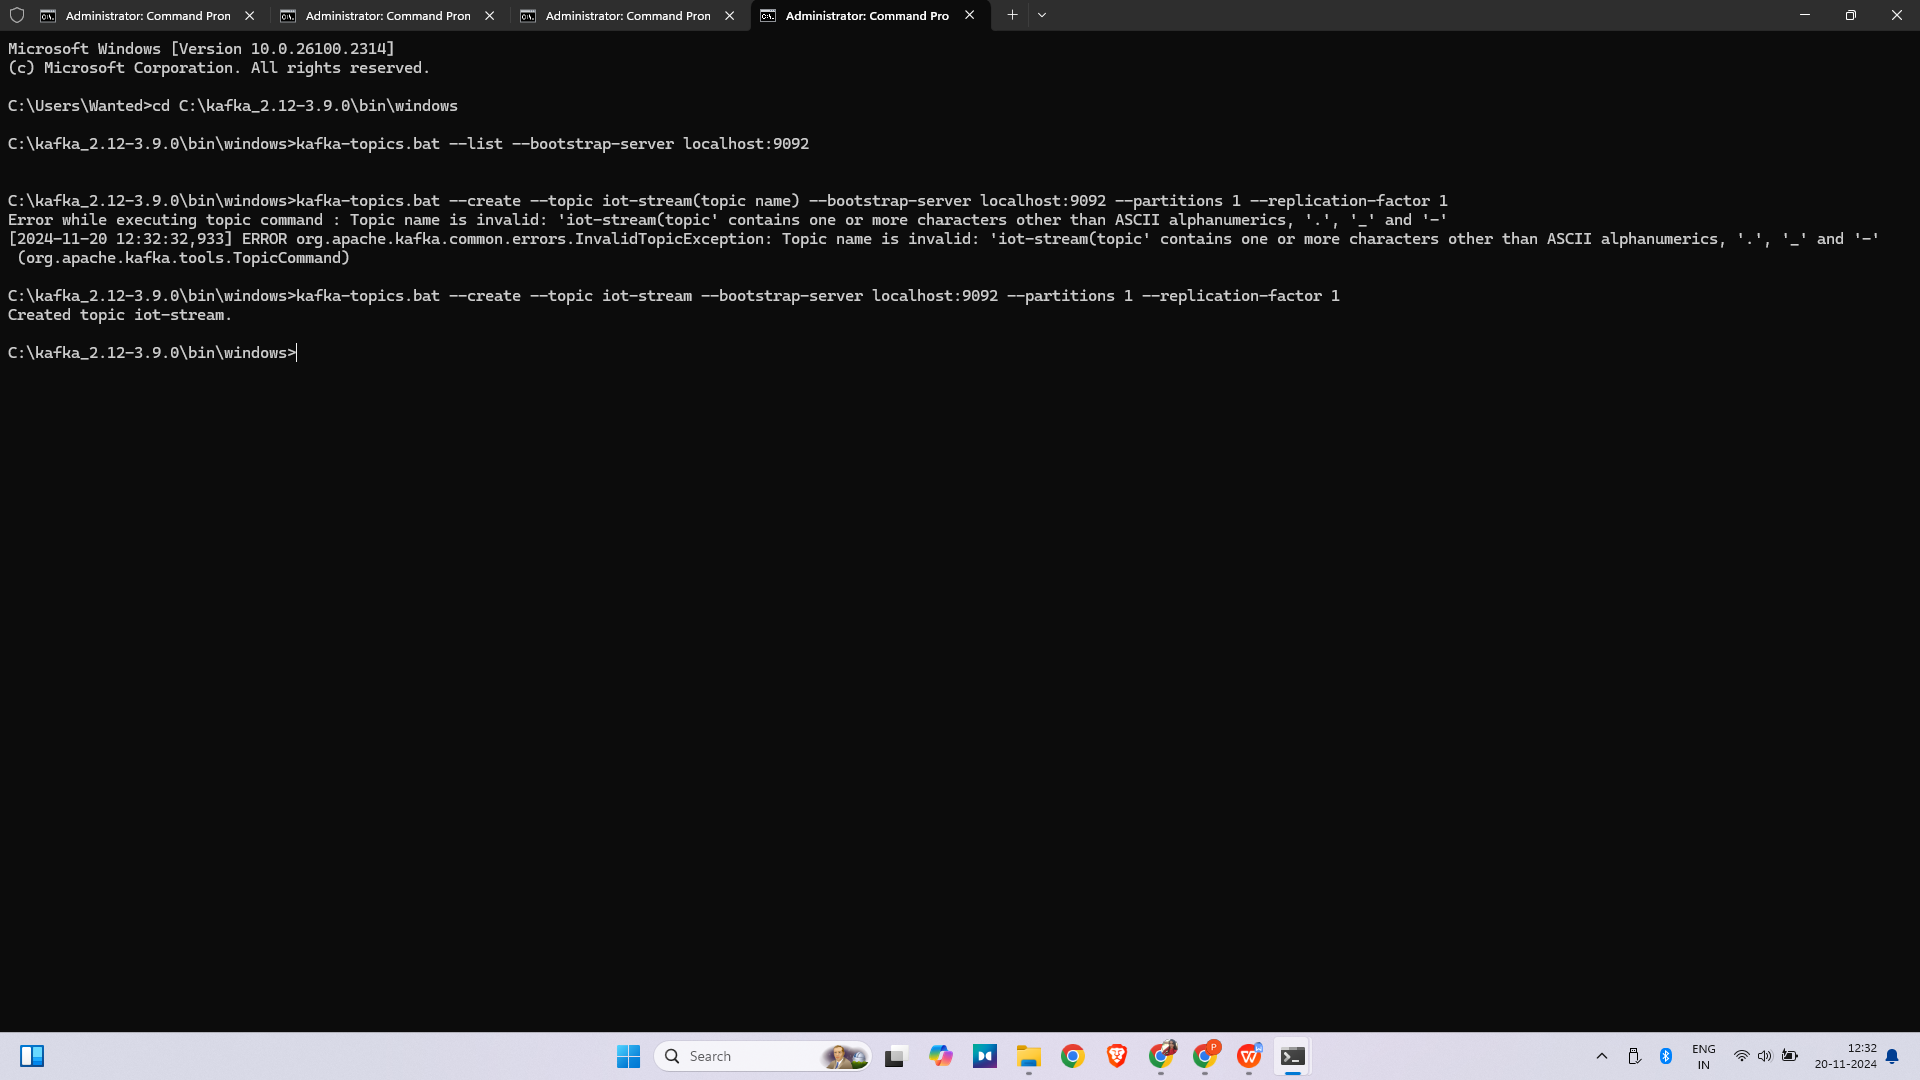 Administrator: Command Pron
Administrator: Command Pron
Administrator: Command Pron
Administrator: Command Pro
Microsoft Windows [Version 10.0.26100.2314]
(c) Microsoft Corporation. All rights reserved.
C:\Users\Wanted>cd C:\kafka_2.12-3.9.0\bin\windows
C:\kafka_2.12-3.9.0\bin\windows>kafka-topics.bat --list --bootstrap-server localhost:9092
C:\kafka_2.12-3.9.0\bin\windows>kafka-topics.bat --create --topic iot-stream(topic name) --bootstrap-server localhost:9092 --partitions 1 --replication-factor 1
Error while executing topic command : Topic name is invalid: 'iot-stream(topic' contains one or more characters other than ASCII alphanumerics, '.', '_' and '-'
[2024-11-20 12:32:32,933] ERROR org.apache.kafka.common.errors.InvalidTopicException: Topic name is invalid: 'iot-stream(topic' contains one or more characters other than ASCII alphanumerics, '.', '_' and '-'
(org.apache.kafka.tools.TopicCommand)
C:\kafka_2.12-3.9.0\bin\windows>kafka-topics.bat --create --topic iot-stream --bootstrap-server localhost:9092 --partitions 1 --replication-factor 1
Created topic iot-stream.
C:\kafka_2.12-3.9.0\bin\windows>
Search
P
W
ENG
IN
12:32
20-11-2024